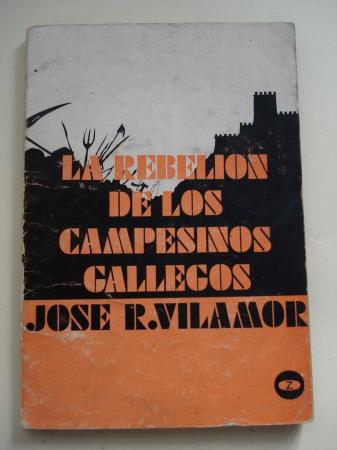 LA REBELION
DE LOS
CAMPESINOS
GALLEGOS
JOSE R.VILAMOR
Z